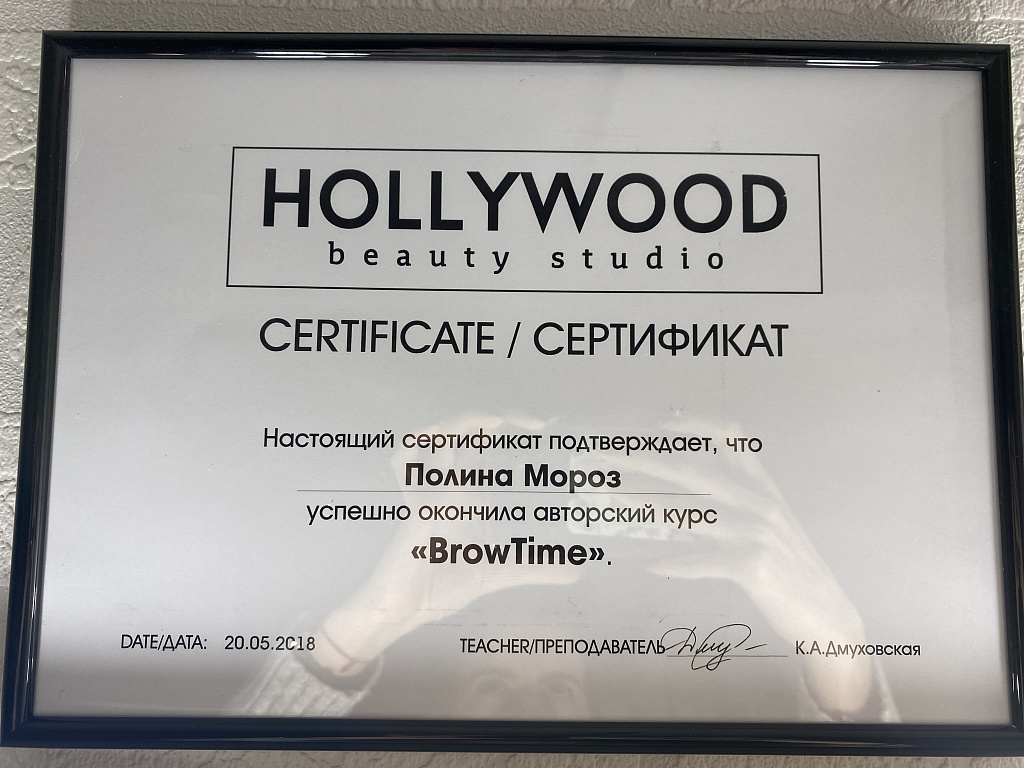 HOLLYWOOD
beauty studio
CERTIFICATE / СЕРТИФИКАТ
Настоящий сертификат подтверждает, что
Полина Мороз
успешно окончила авторский курс
«BrowTime».
DATE/ДАТА: 20.05.2018 TEACHER/ПРЕПОДАВАТЕЛЬ К.А.Дмуховская